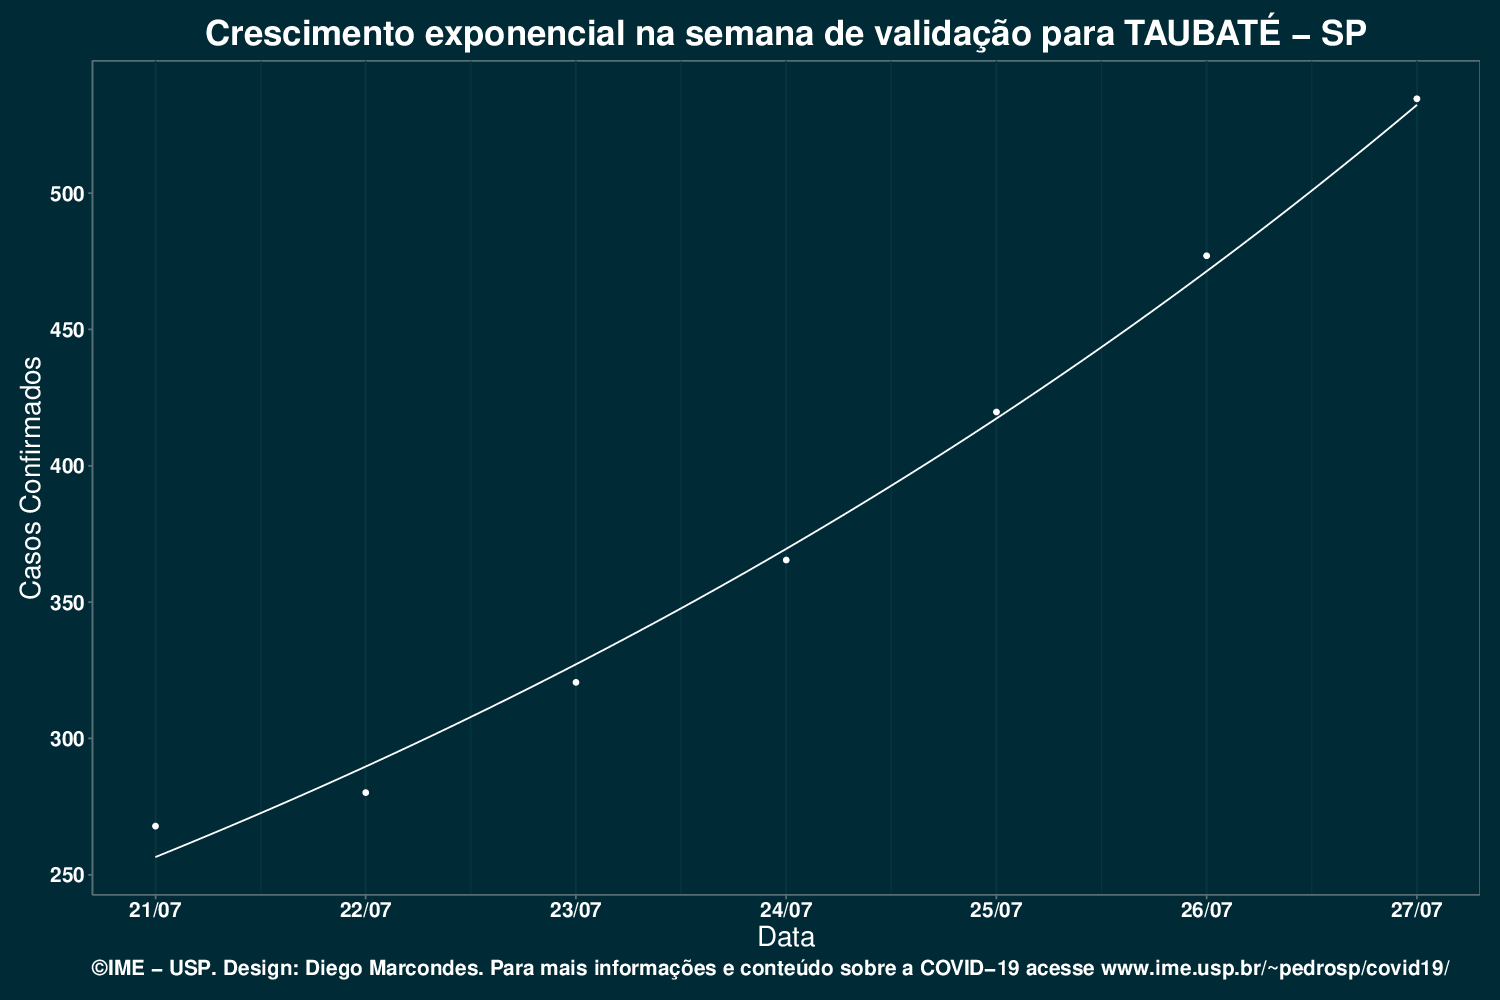 Crescimento exponencial na semana de validação para TAUBATÉ – SP
Casos Confirmados
500
450
400
350
300
250
21/07 22/07 23/07 24/07 25/07 26/07 27/07
Data
©IME – USP. Design: Diego Marcondes. Para mais informações e conteúdo sobre a COVID–19 acesse www.ime.usp.br/~pedrosp/covid19/